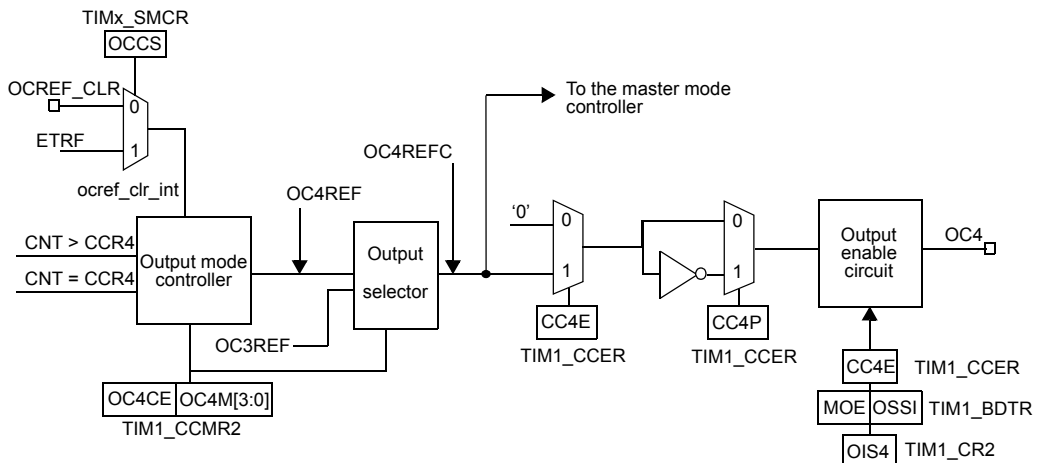 TIMx_SMCR
OCCS
OCREF_CLR
0
ETRF
1
ocref_clr_int
To the master mode
controller
OC4REFC
OC4REF
CNT > CCR4
CNT = CCR4
Output mode
controller
Output
selector
OC3REF
'0'
0
1
CC4E
TIM1_CCER
0
1
CC4P
TIM1_CCER
Output
enable
circuit
OC4
OC4CE
OC4M[3:0]
TIM1_CCMR2
CC4E
TIM1_CCER
MOE
OSSI
TIM1_BDTR
OIS4
TIM1_CR2